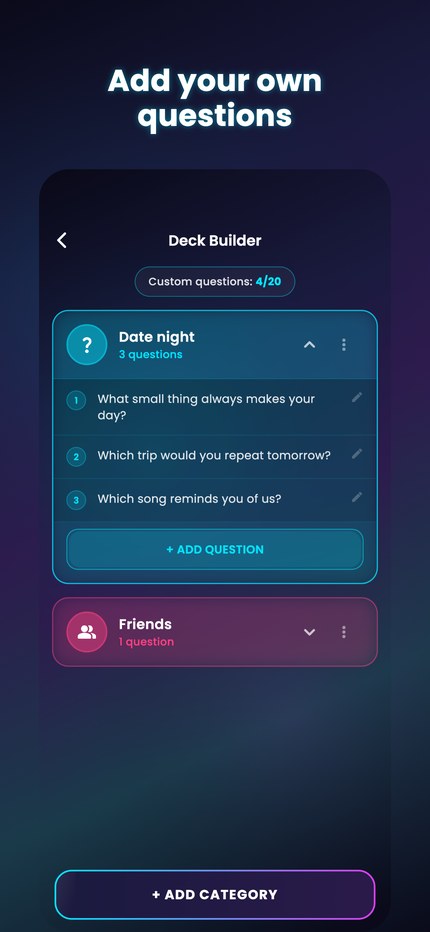 Add your own
questions
Deck Builder
Custom questions: 4/20
?
Date night
3 questions
1 What small thing always makes your
day?
2 Which trip would you repeat tomorrow?
3 Which song reminds you of us?
+ ADD QUESTION
Friends
1 question
+ ADD CATEGORY